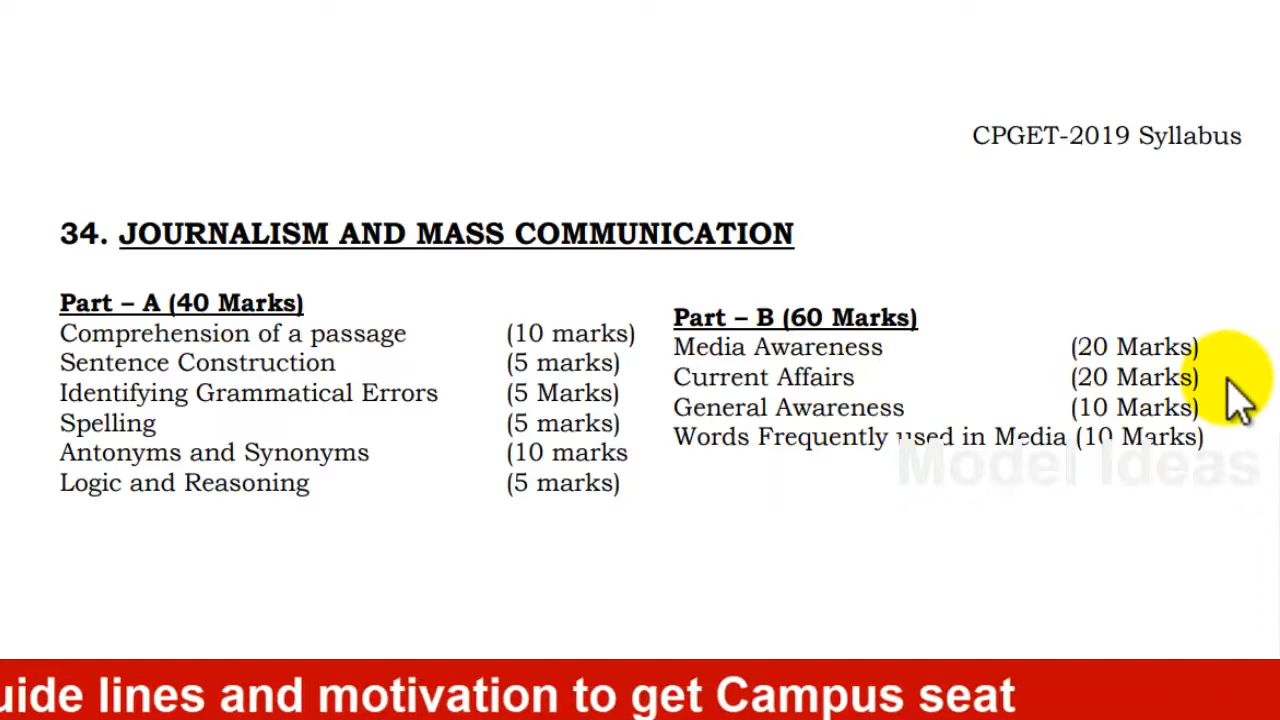 CPGET-2019 Syllabus
34. JOURNALISM AND MASS COMMUNICATION
Part – A (40 Marks)
Comprehension of a passage (10 marks)
Sentence Construction (5 marks)
Identifying Grammatical Errors (5 Marks)
Spelling (5 marks)
Antonyms and Synonyms (10 marks
Logic and Reasoning (5 marks)
Part – B (60 Marks)
Media Awareness (20 Marks)
Current Affairs (20 Marks)
General Awareness (10 Marks)
Words Frequently used in Media (10 Marks)
Model Ideas
uide lines and motivation to get Campus seat